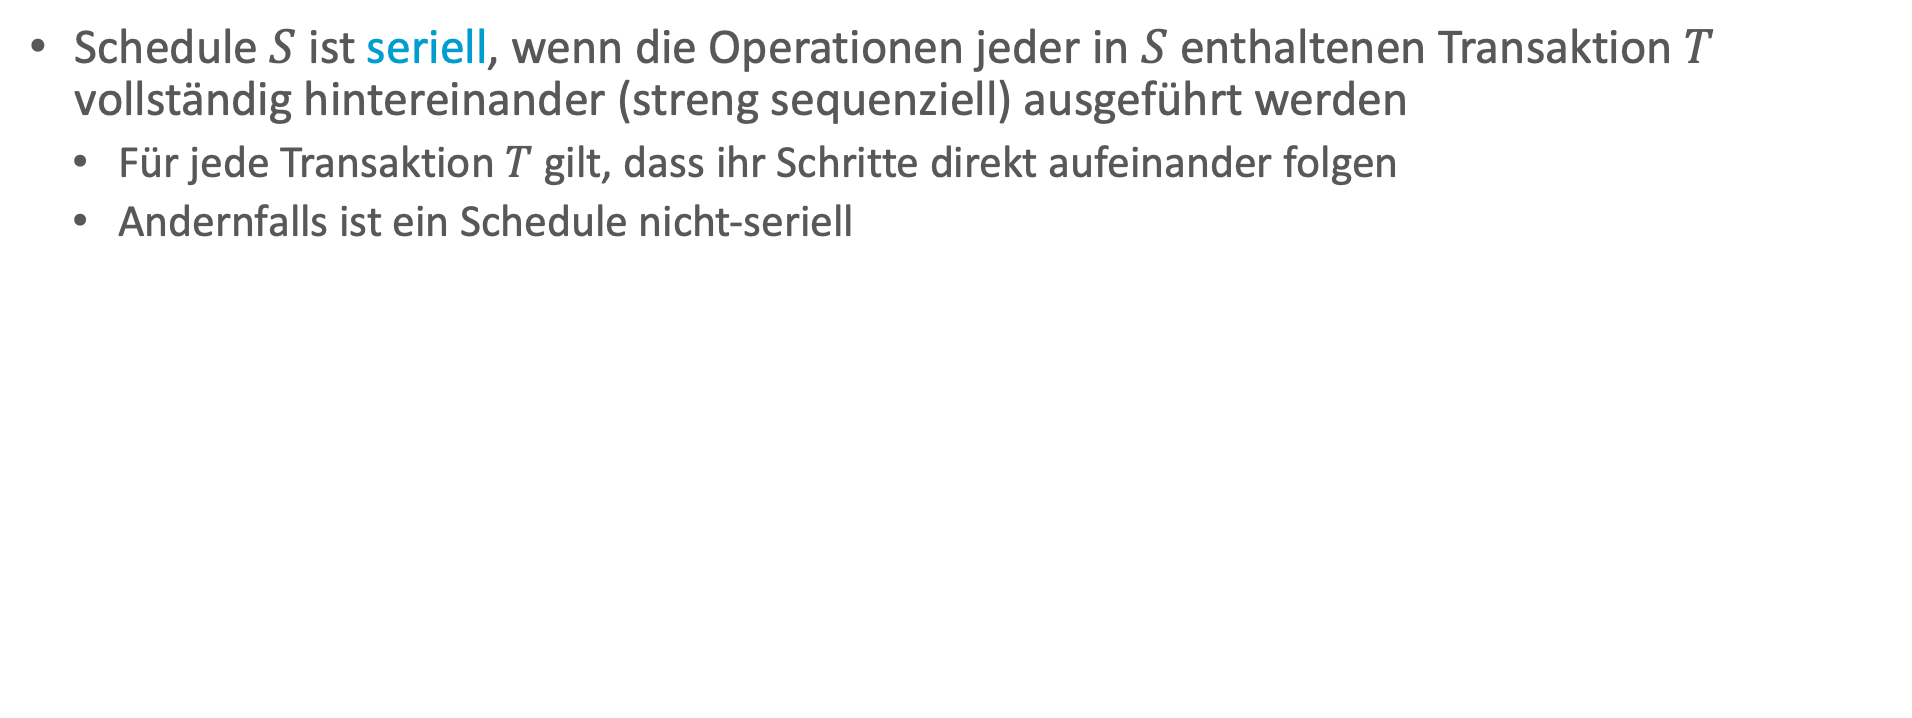 • Schedule S ist seriell, wenn die Operationen jeder in S enthaltenen Transaktion T
vollständig hintereinander (streng sequenziell) ausgeführt werden
• Für jede Transaktion T gilt, dass ihr Schritte direkt aufeinander folgen
• Andernfalls ist ein Schedule nicht-seriell